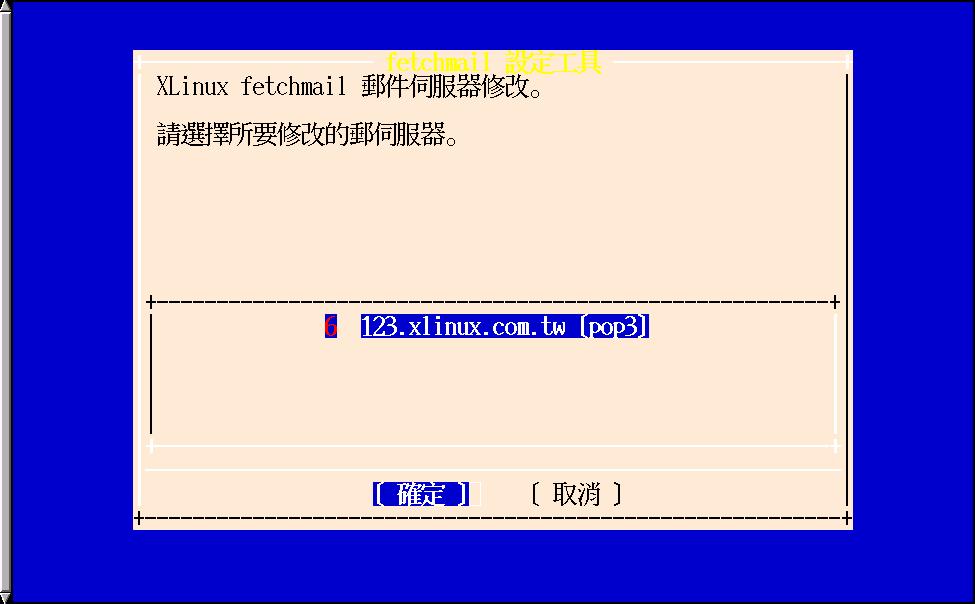 fetchmail 設定工具
XLinux fetchmail 郵件伺服器修改。
請選擇所要修改的郵伺服器。
6 123.xlinux.com.tw [pop3]
[ 確定 ] [ 取消 ]